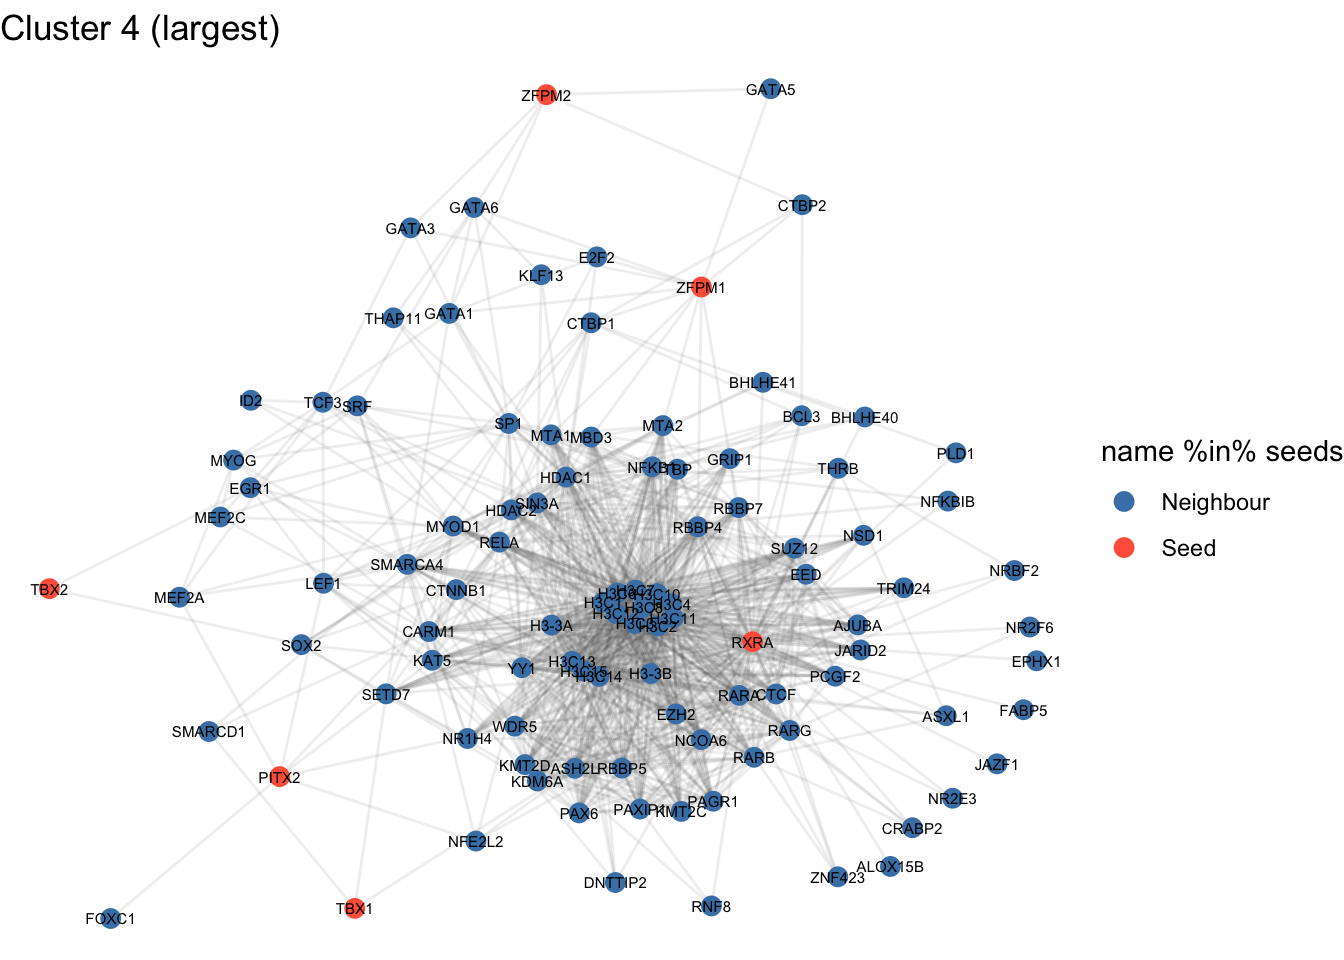 Cluster 4 (largest)
ZFPM2
GATA5
GATA6
CTBP2
GATA3
E2F2
KLF13
ZFPM1
THAP11
GATA1
CTBP1
BHLHE41
ID2
TCF3
SRF
BCL3
BHLHE40
SP1
MTA1
MBD3
MTA2
MYOG
NFKB1
TBP
GRIP1
THRB
PLD1
EGR1
HDAC1
MEF2C
HDAC2
SIN3A
RBBP7
NFKBIB
MYOD1
RELA
RBBP4
SUZ12
NSD1
SMARCA4
EED
NRBF2
TBX2
MEF2A
LEF1
CTNNB1
TRIM24
H3C7
H3C10
H3C1
H3C4
H3C12
H3C11
H3C2
CARM1
H3-3A
AJUBA
NR2F6
SOX2
RXRA
JARID2
KAT5
YY1
H3C13
H3C15
H3C14
H3-3B
PCGF2
EPHX1
SETD7
RARA
CTCF
FABP5
SMARCD1
NR1H4
WDR5
EZH2
ASXL1
NCOA6
RARG
PITX2
KMT2D
KDM6A
ASH2L
RBBP5
RARB
JAZF1
PAX6
PAXIP1
KMT2C
PAGR1
NR2E3
NFE2L2
CRABP2
DNTTIP2
ZNF423
ALOX15B
FOXC1
TBX1
RNF8
name %in% seeds
Neighbour
Seed